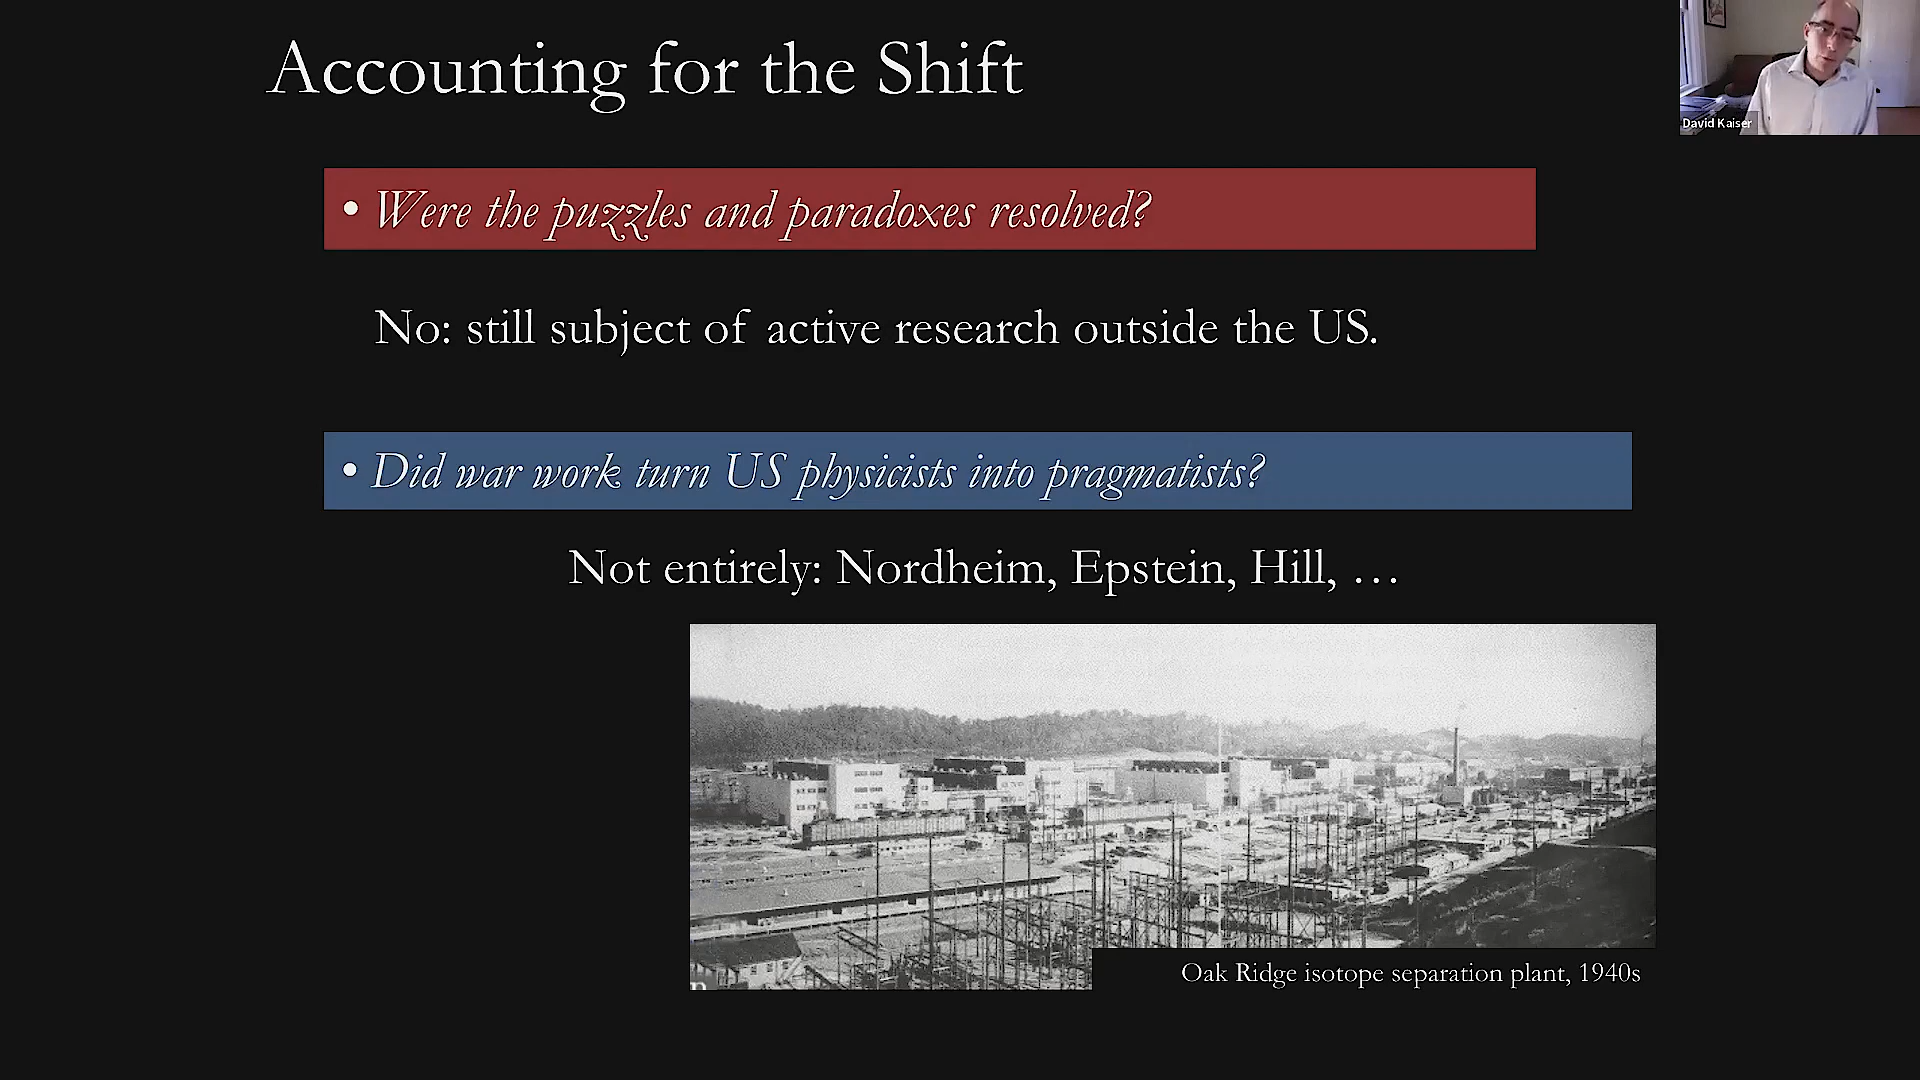 Accounting for the Shift
David Kaiser
• Were the puzzles and paradoxes resolved?
No: still subject of active research outside the US.
• Did war work turn US physicists into pragmatists?
Not entirely: Nordheim, Epstein, Hill, …
Oak Ridge isotope separation plant, 1940s